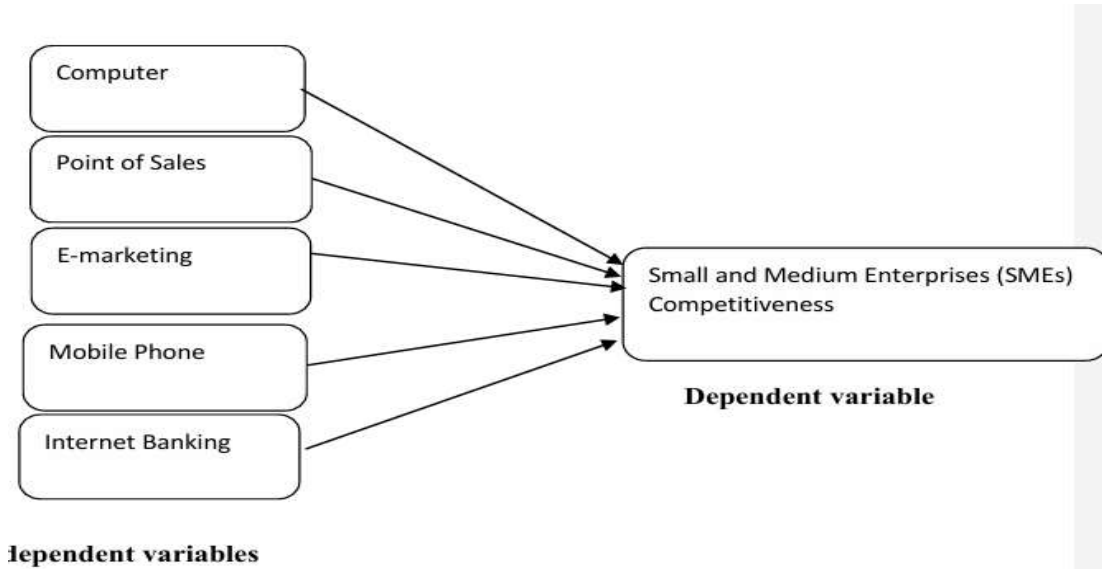 Computer
Point of Sales
E-marketing
Small and Medium Enterprises (SMEs)
Competitiveness
Mobile Phone
Dependent variable
Internet Banking
dependent variables